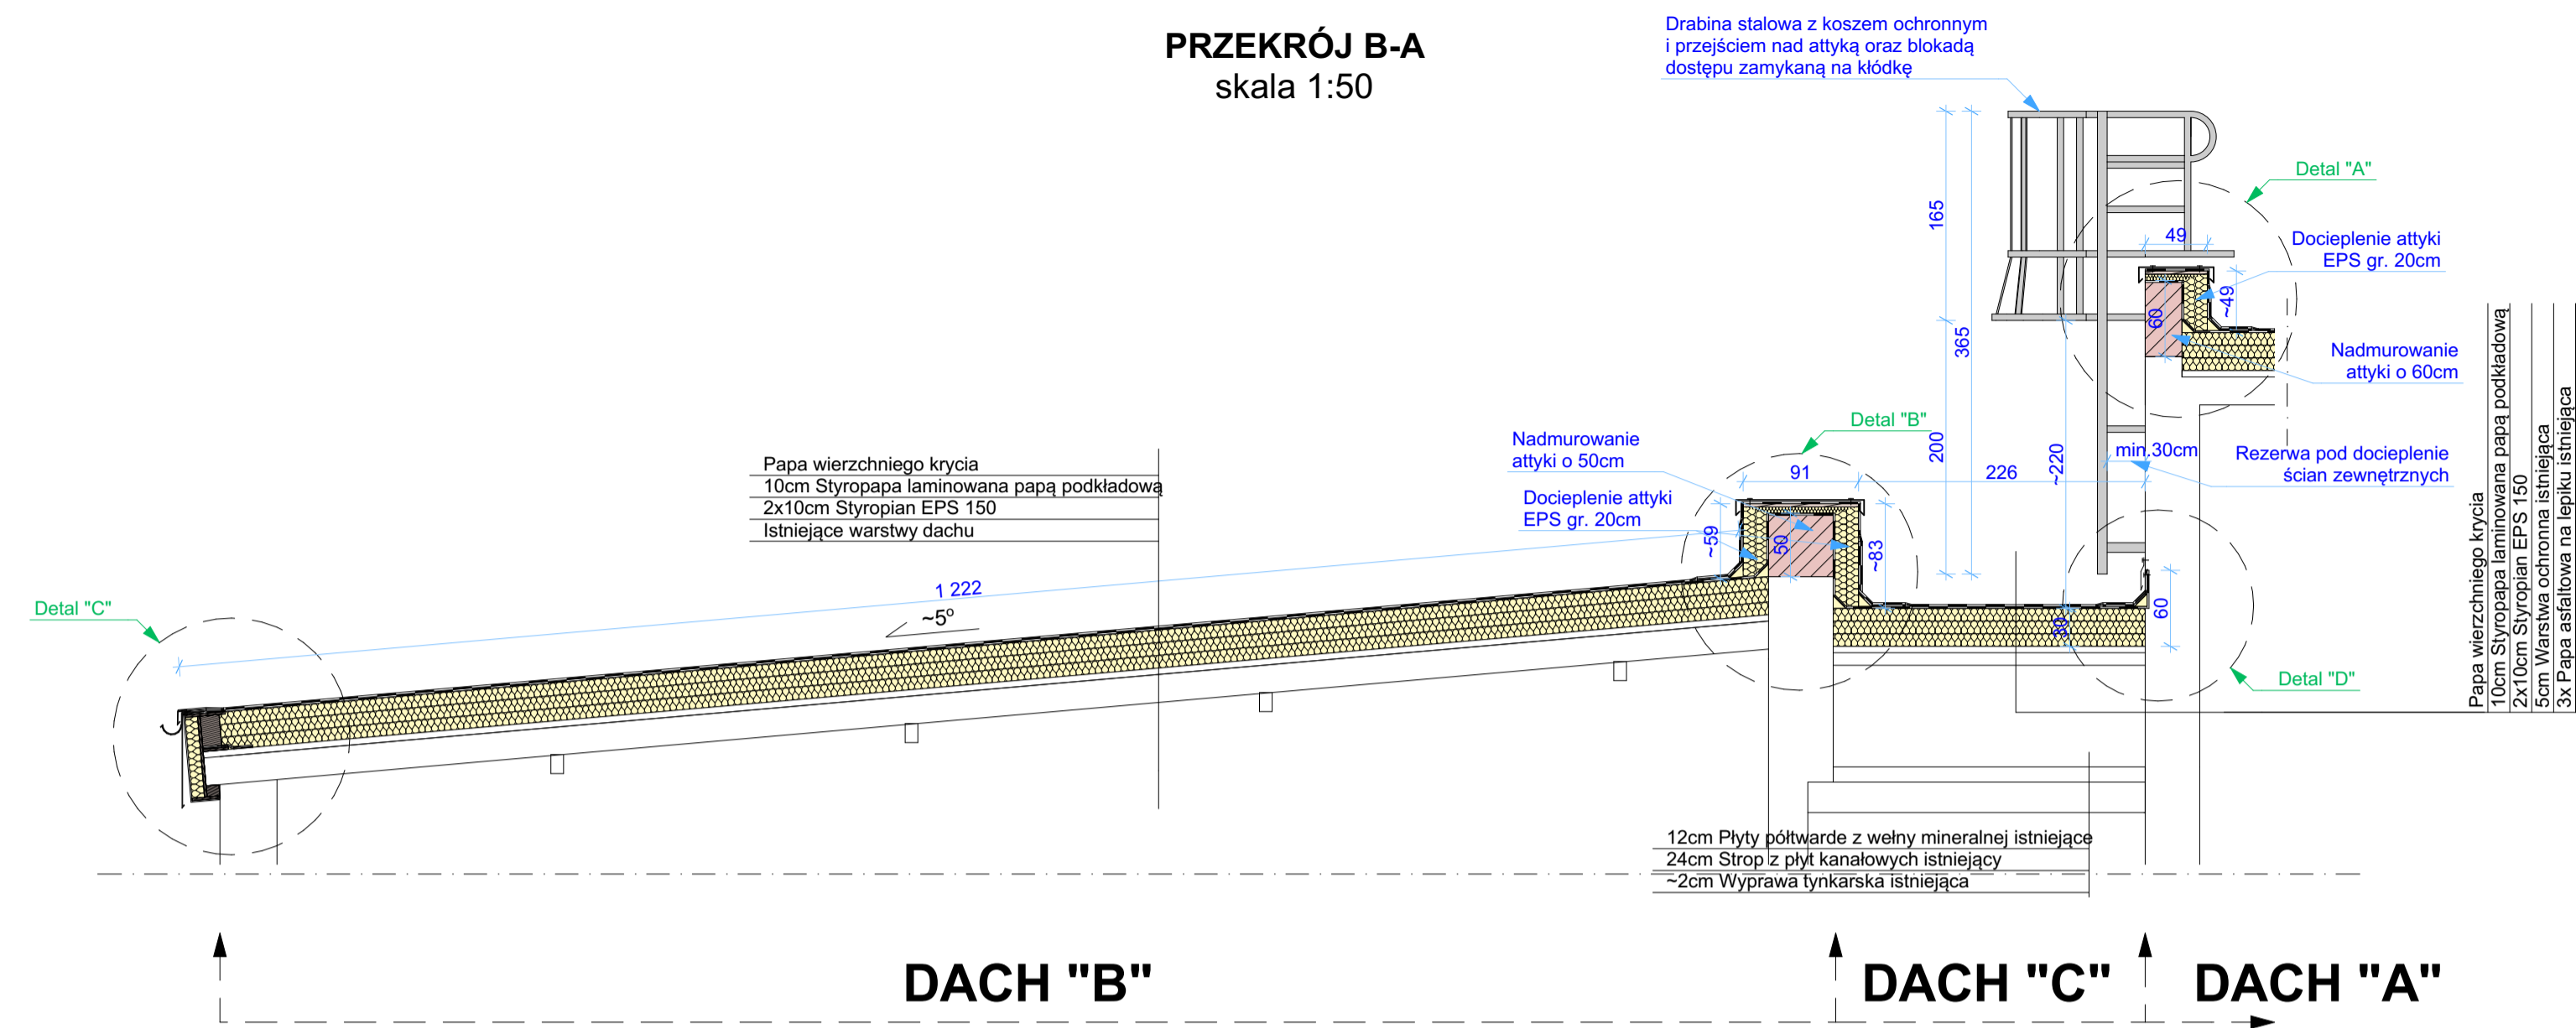 PRZEKRÓJ B-A
skala 1:50
Drabina stalowa z koszem ochronnym
i przejściem nad attyką oraz blokadą
dostępu zamykaną na kłódkę
Detal "A"
49
Docieplenie attyki
EPS gr. 20cm
165
365
200
~49
60
Nadmurowanie
attyki o 60cm
~220
min.30cm
Rezerwa pod docieplenie
ścian zewnętrznych
Detal "B"
Nadmurowanie
attyki o 50cm
91
226
Docieplenie attyki
EPS gr. 20cm
~59
50
~83
Papa wierzchniego krycia
10cm Styropapa laminowana papą podkładową
2x10cm Styropian EPS 150
Istniejące warstwy dachu
1 222
~5º
Detal "C"
30
60
Detal "D"
Papa wierzchniego krycia
10cm Styropapa laminowana papą podkładową
2x10cm Styropian EPS 150
5cm Warstwa ochronna istniejąca
3x Papa asfaltowa na lepiku istniejąca
12cm Płyty półtwarde z wełny mineralnej istniejące
24cm Strop z płyt kanałowych istniejący
~2cm Wyprawa tynkarska istniejąca
DACH "B"
DACH "C"
DACH "A"